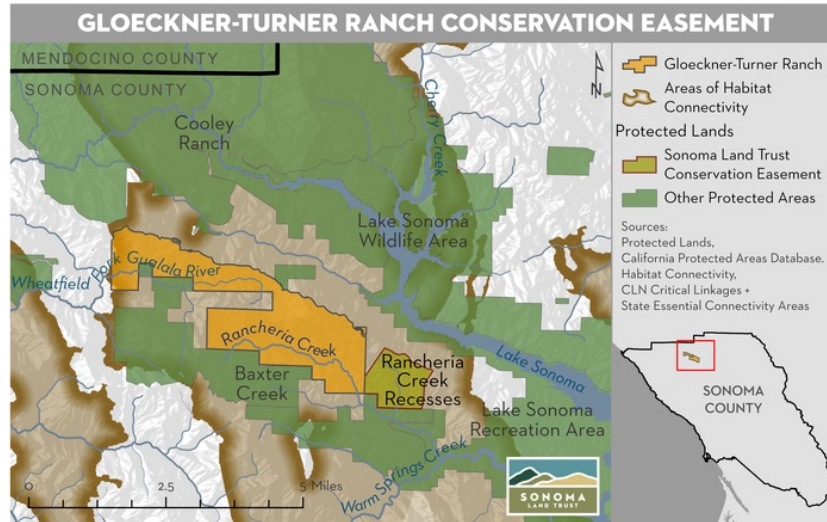 GLOECKNER-TURNER RANCH CONSERVATION EASEMENT
MENDOCINO COUNTY
SONOMA COUNTY
Cooley
Ranch
Cherry Creek
N
Lake Sonoma
Wildlife Area
Wheatfield Fork Gualala River
Rancheria Creek
Baxter
Creek
Rancheria
Creek
Recesses
Lake Sonoma
Lake Sonoma
Recreation Area
Warm Springs Creek
0 2.5 5 Miles
SONOMA
LAND TRUST
Gloeckner-Turner Ranch
Areas of Habitat
Connectivity
Protected Lands
Sonoma Land Trust
Conservation Easement
Other Protected Areas
Sources:
Protected Lands,
California Protected Areas Database.
Habitat Connectivity,
CLN Critical Linkages +
State Essential Connectivity Areas
SONOMA
COUNTY